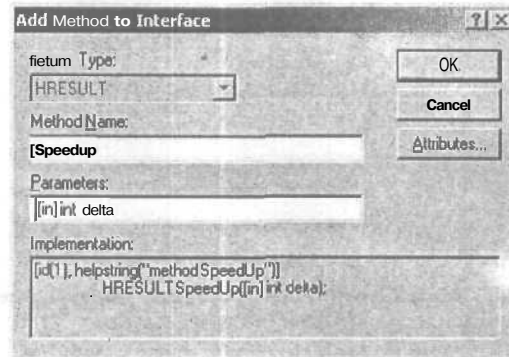 Add Method to Interface
fietum Type:
HRESULT
Method Name:
[Speedup
Parameters:
[in] int delta
Implementation:
[id(1), helpstring("method SpeedUp")]
HRESULT SpeedUp([in] int delta);
OK
Cancel
Attributes...